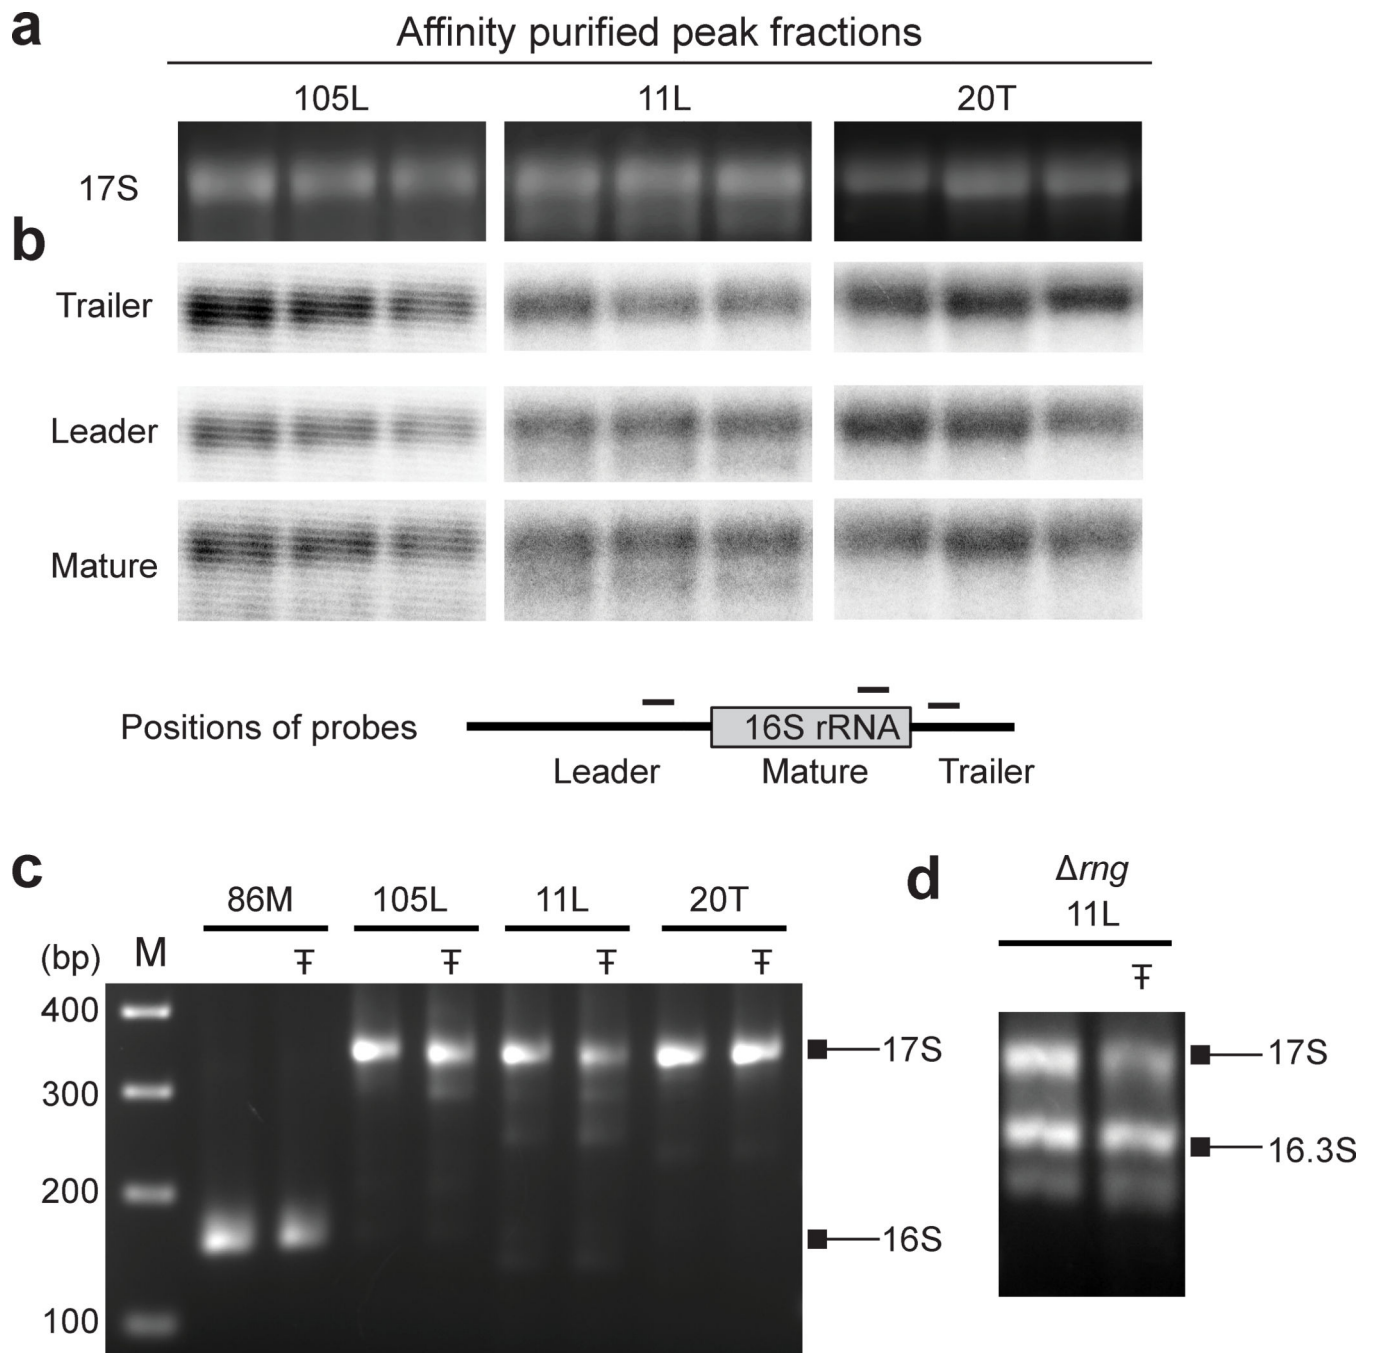 a
Affinity purified peak fractions
105L 11L 20T
17S
b
Trailer
Leader
Mature
Positions of probes
16S rRNA
Leader Mature Trailer
c
86M 105L 11L 20T
(bp) M Ŧ Ŧ Ŧ Ŧ
400
300
200
100
17S
16S
d
Δrng
11L
Ŧ
17S
16.3S